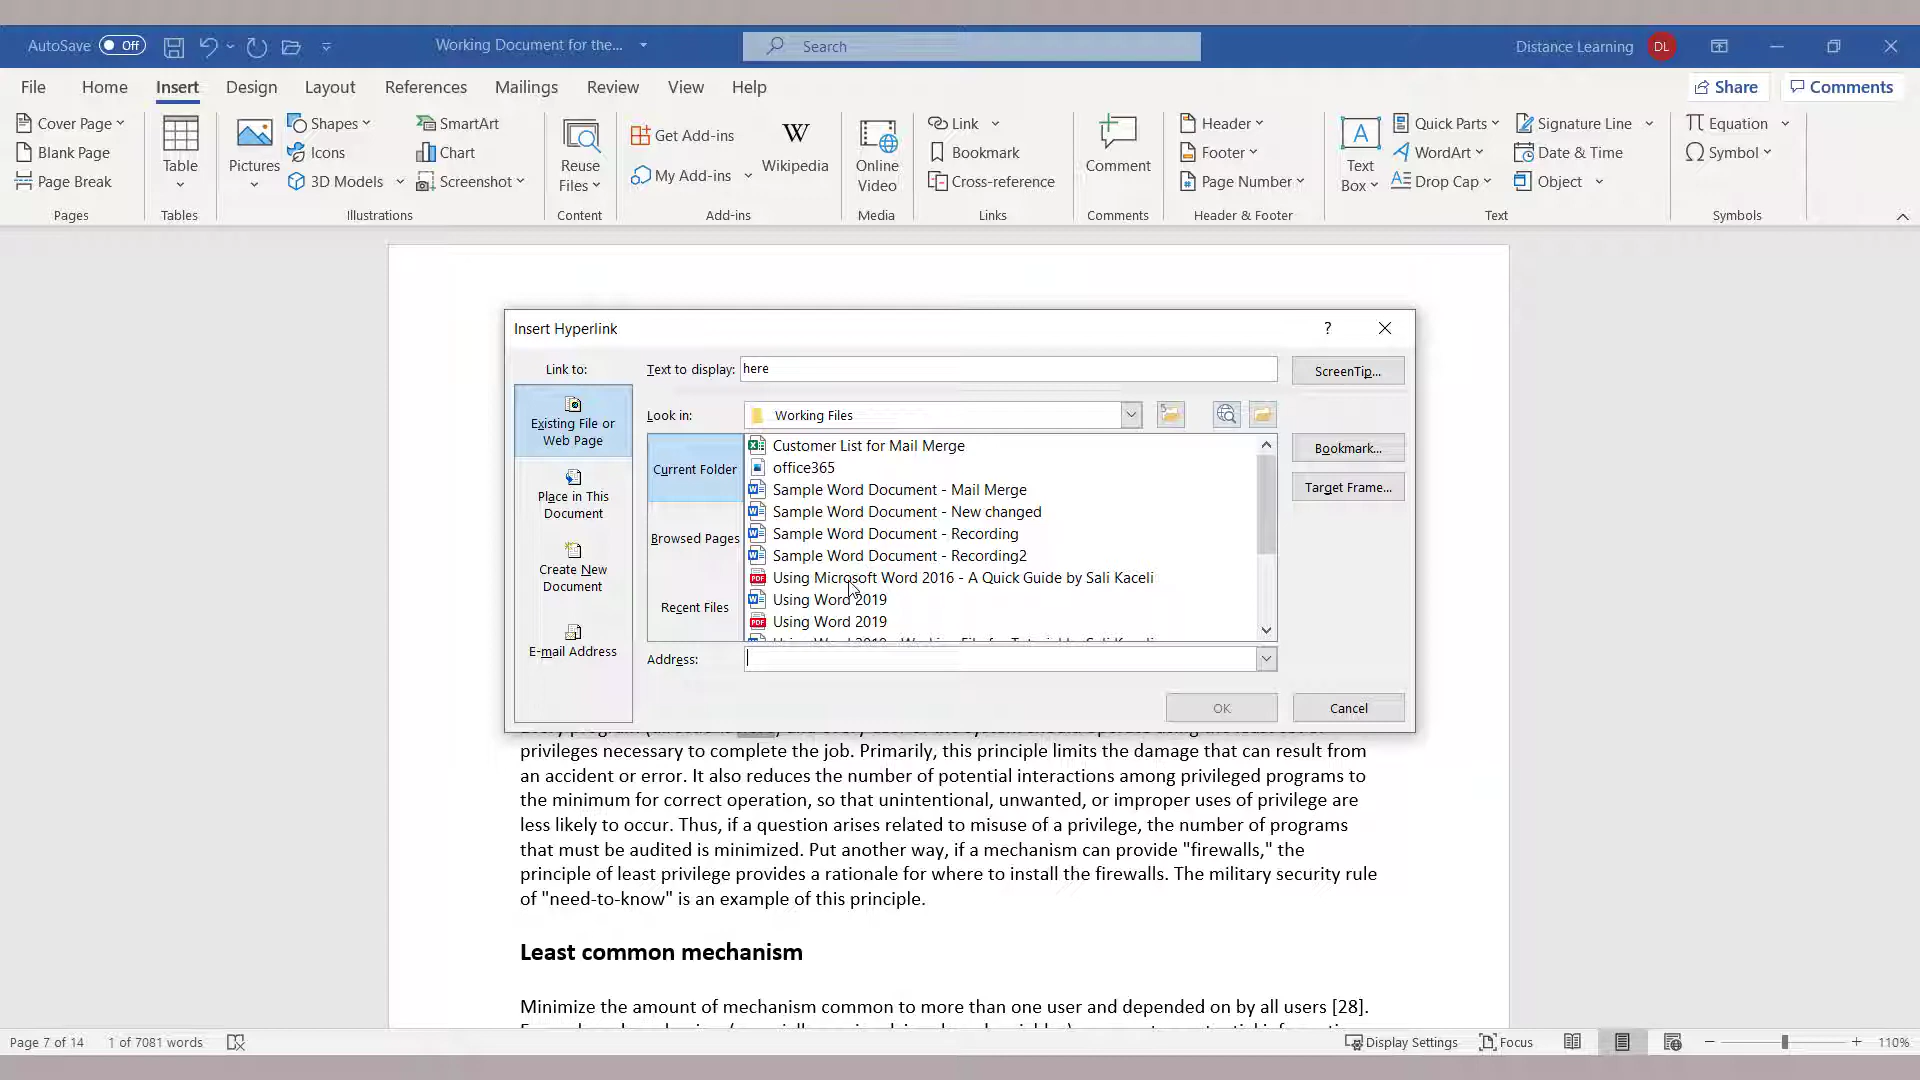 AutoSave Off Working Document for the... Search Distance Learning DL
File Home Insert Design Layout References Mailings Review View Help Share Comments
Cover Page
Blank Page
Page Break
Pages
Table
Tables
Pictures
Shapes
Icons
3D Models
SmartArt
Chart
Screenshot
Illustrations
Reuse
Files
Content
Get Add-ins
My Add-ins
W
Wikipedia
Add-ins
Online
Video
Media
Link
Bookmark
Cross-reference
Links
Comment
Comments
Header
Footer
Page Number
Header & Footer
Text
Box
Quick Parts
WordArt
Drop Cap
Signature Line
Date & Time
Object
Text
Equation
Symbol
Symbols
Insert Hyperlink ?
Link to:
Existing File or
Web Page
Place in This
Document
Create New
Document
E-mail Address
Text to display: here
ScreenTip...
Look in: Working Files
Current Folder
Browsed Pages
Recent Files
Customer List for Mail Merge
office365
Sample Word Document - Mail Merge
Sample Word Document - New changed
Sample Word Document - Recording
Sample Word Document - Recording2
Using Microsoft Word 2016 - A Quick Guide by Sali Kaceli
Using Word 2019
Using Word 2019
Bookmark...
Target Frame...
Address:
OK Cancel
privileges necessary to complete the job. Primarily, this principle limits the damage that can result from
an accident or error. It also reduces the number of potential interactions among privileged programs to
the minimum for correct operation, so that unintentional, unwanted, or improper uses of privilege are
less likely to occur. Thus, if a question arises related to misuse of a privilege, the number of programs
that must be audited is minimized. Put another way, if a mechanism can provide "firewalls," the
principle of least privilege provides a rationale for where to install the firewalls. The military security rule
of "need-to-know" is an example of this principle.
Least common mechanism
Minimize the amount of mechanism common to more than one user and depended on by all users [28].
Page 7 of 14 1 of 7081 words Display Settings Focus 110%